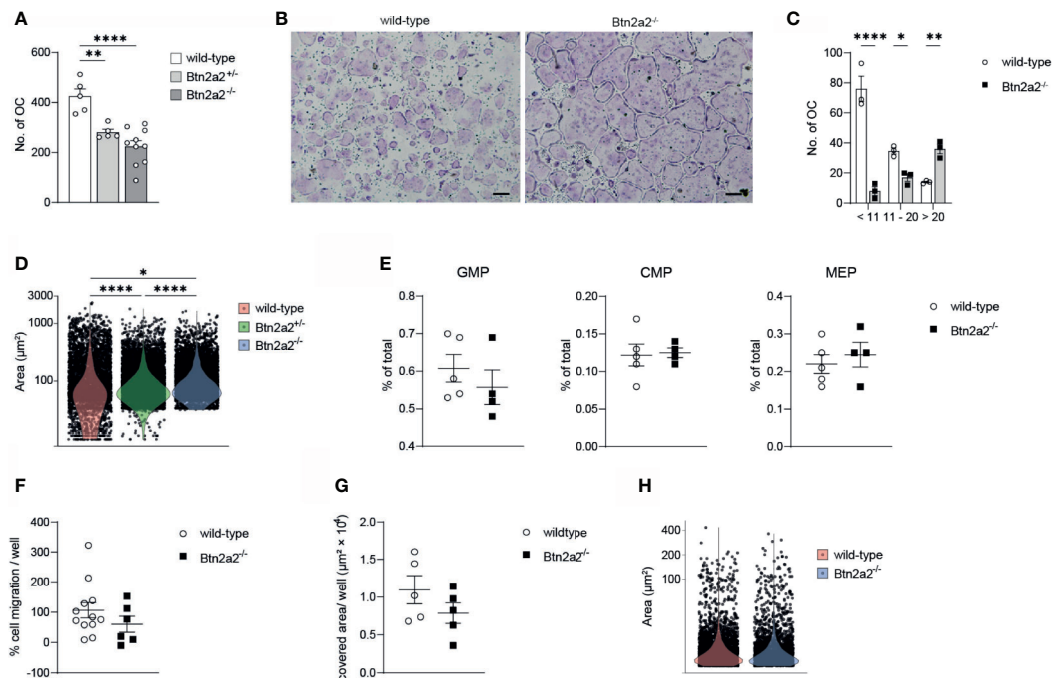 A
600
400
200
0
No. of OC
****
**
wild-type
Btn2a2+/-
Btn2a2-/-
B
wild-type
Btn2a2-/-
C
100
80
60
40
20
0
No. of OC
**** * **
< 11 11 - 20 > 20
wild-type
Btn2a2-/-
D
3000
1000
100
Area (µm²)
*
**** ****
wild-type
Btn2a2+/-
Btn2a2-/-
E
GMP
0.8
0.7
0.6
0.5
0.4
% of total
CMP
0.20
0.15
0.10
0.05
0.00
% of total
MEP
0.4
0.3
0.2
0.1
0.0
% of total
wild-type
Btn2a2-/-
F
400
300
200
100
0
-100
% cell migration / well
wild-type
Btn2a2-/-
G
2.0
1.5
1.0
0.5
0.0
covered area/ well (µm² × 10⁴)
wildtype
Btn2a2-/-
H
400
200
100
Area (µm²)
wild-type
Btn2a2-/-